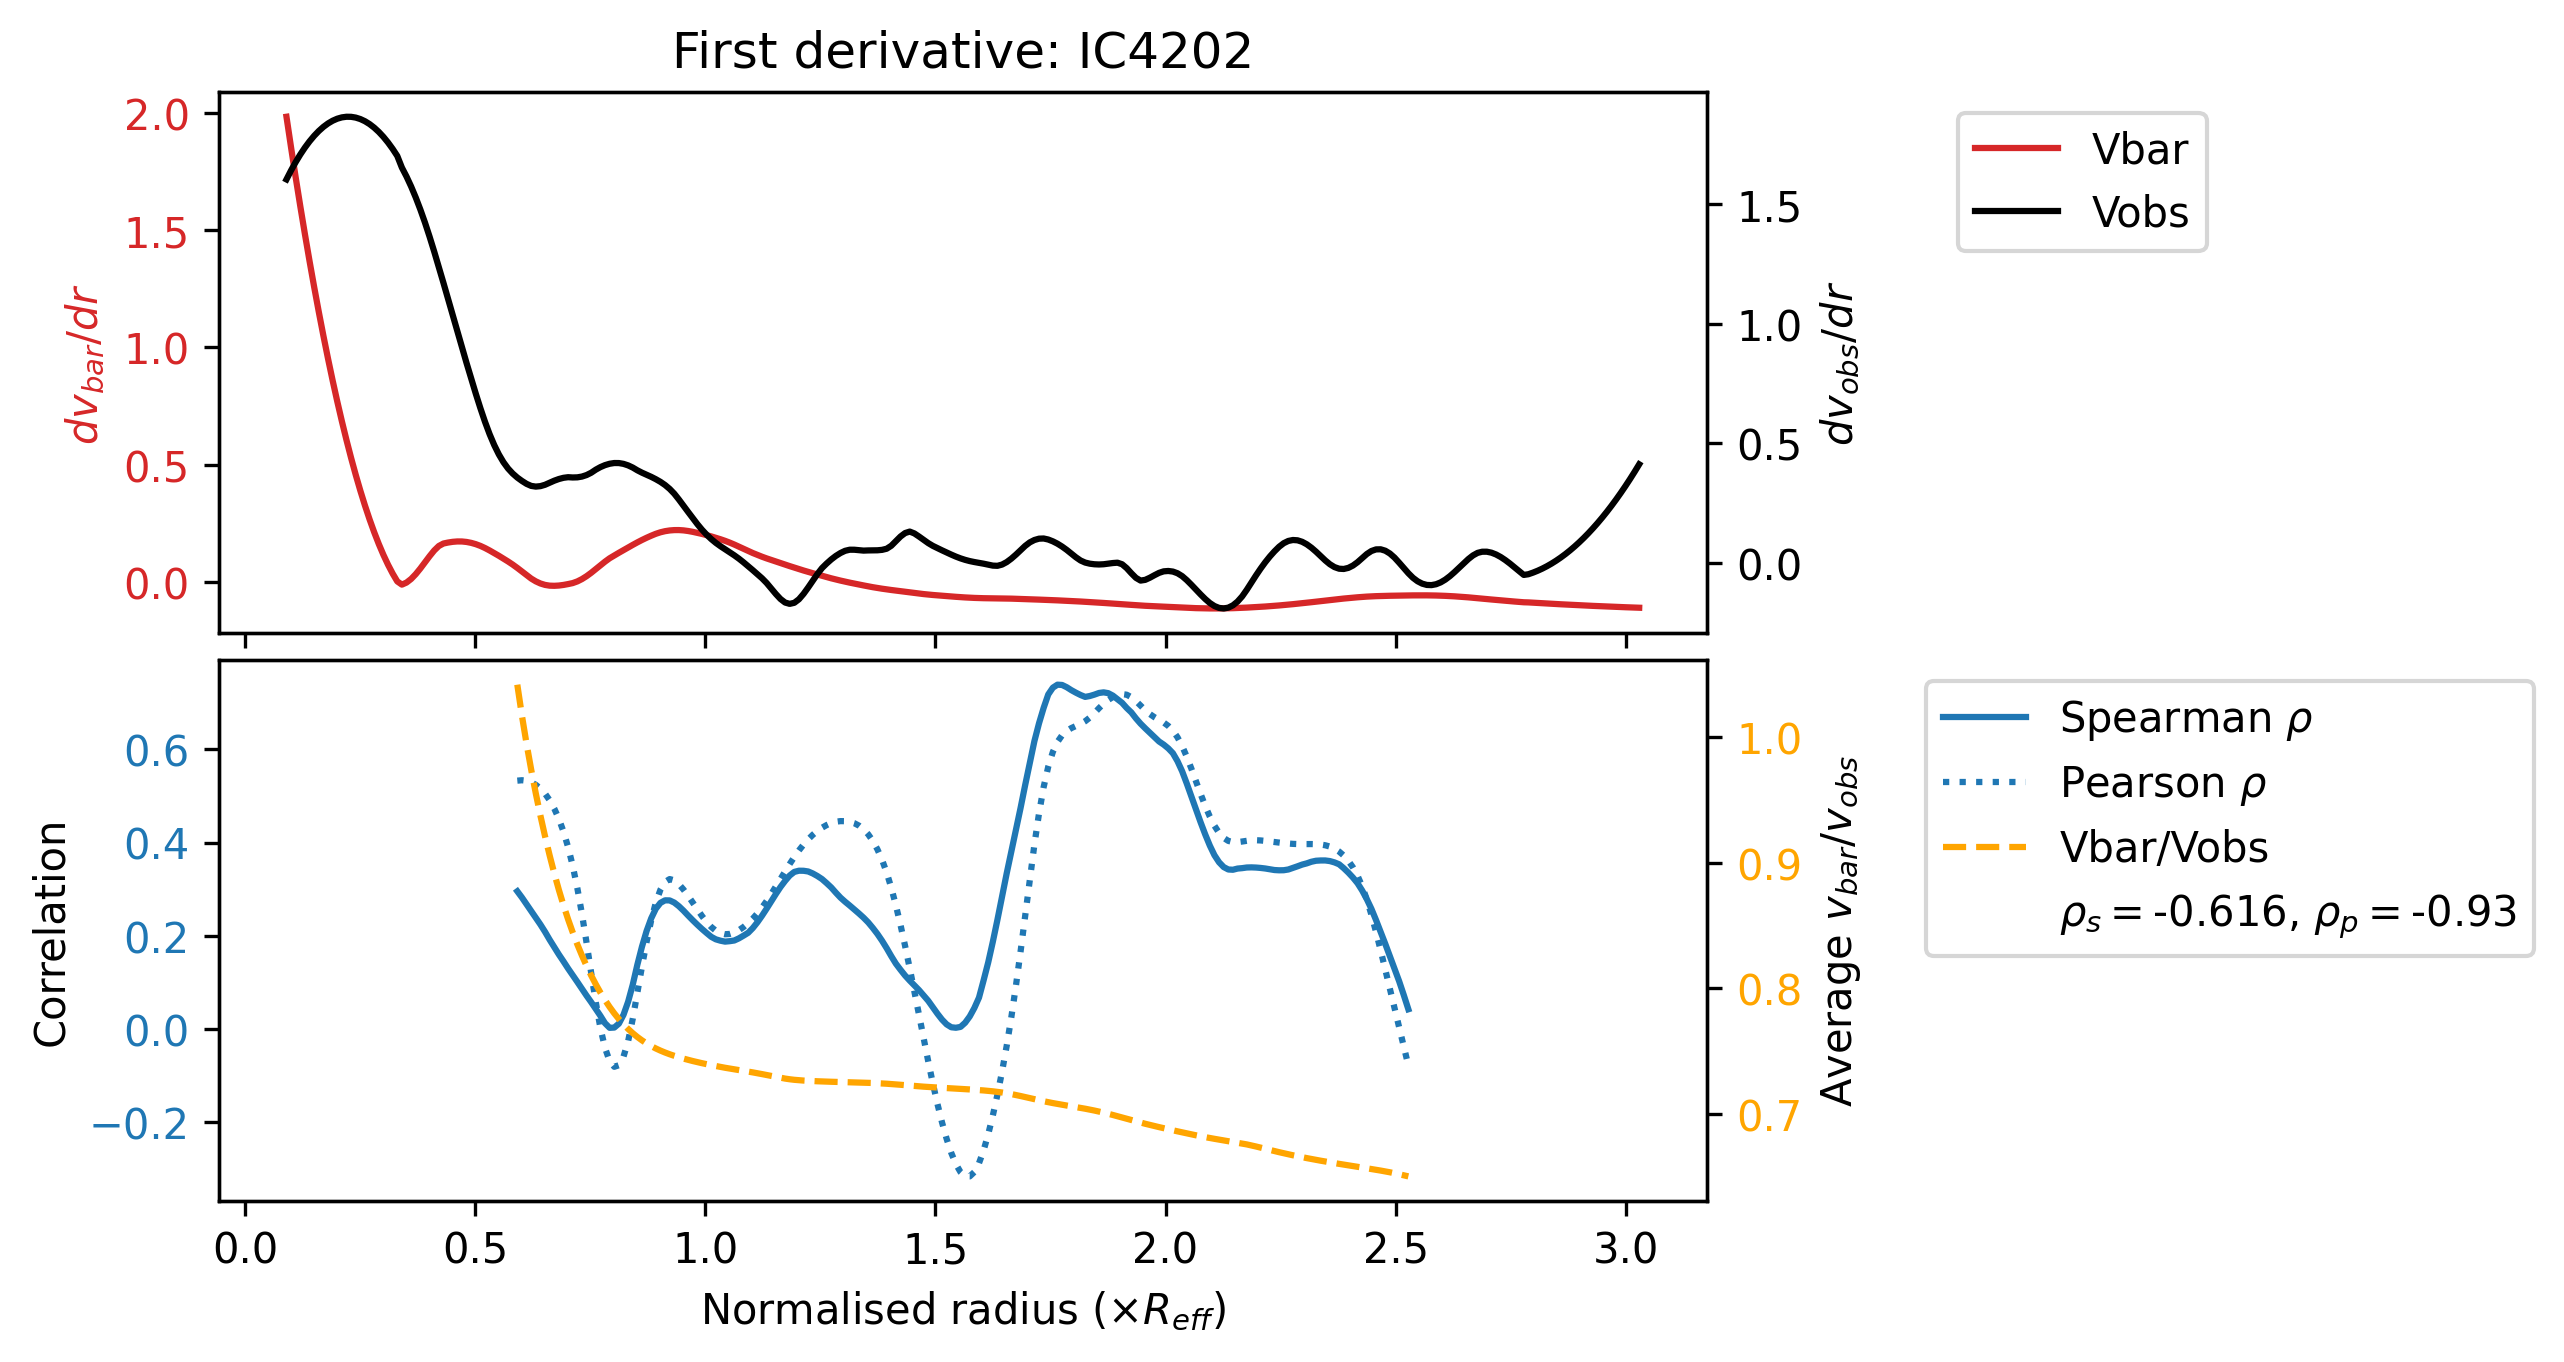 First derivative: IC4202
2.0
1.5
1.0
0.5
0.0
dv_bar/dr
1.5
1.0
0.5
0.0
dv_obs/dr
Vbar
Vobs
0.6
0.4
0.2
0.0
−0.2
Correlation
1.0
0.9
0.8
0.7
Average v_bar/v_obs
Spearman ρ
Pearson ρ
Vbar/Vobs
ρ_s = -0.616, ρ_p = -0.93
0.0 0.5 1.0 1.5 2.0 2.5 3.0
Normalised radius (×R_eff)